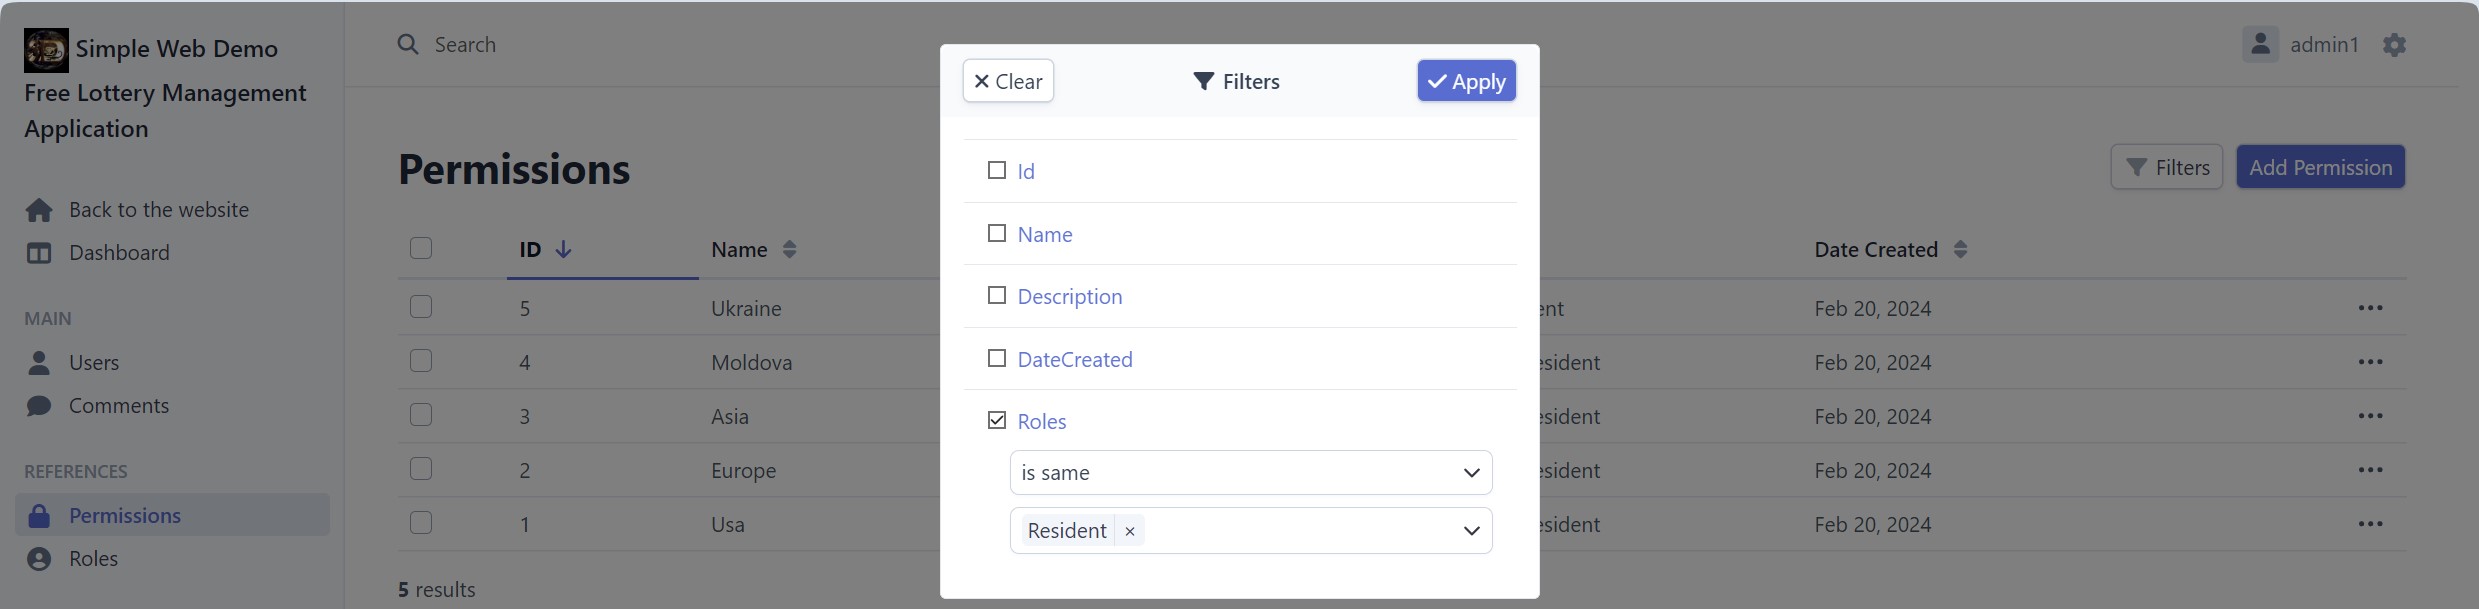 Simple Web Demo
Free Lottery Management
Application
Back to the website
Dashboard
MAIN
Users
Comments
REFERENCES
Permissions
Roles
Search
admin1
Permissions
Filters
Add Permission
ID Name Date Created
5 Ukraine ent Feb 20, 2024
4 Moldova esident Feb 20, 2024
3 Asia esident Feb 20, 2024
2 Europe esident Feb 20, 2024
1 Usa esident Feb 20, 2024
5 results
Clear
Filters
Apply
Id
Name
Description
DateCreated
Roles
is same
Resident ×